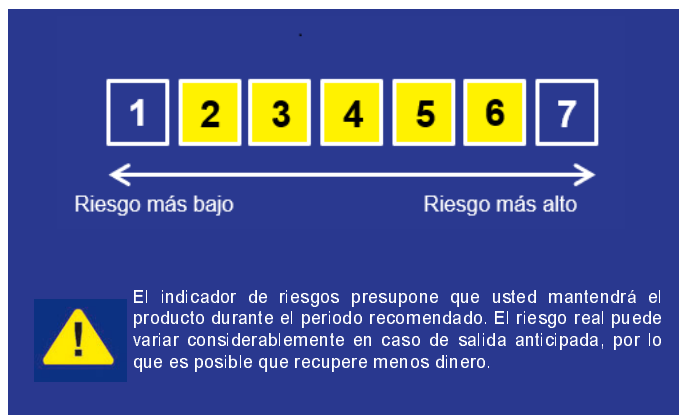 1 2 3 4 5 6 7
Riesgo más bajo Riesgo más alto
El indicador de riesgos presupone que usted mantendrá el
producto durante el periodo recomendado. El riesgo real puede
variar considerablemente en caso de salida anticipada, por lo
que es posible que recupere menos dinero.